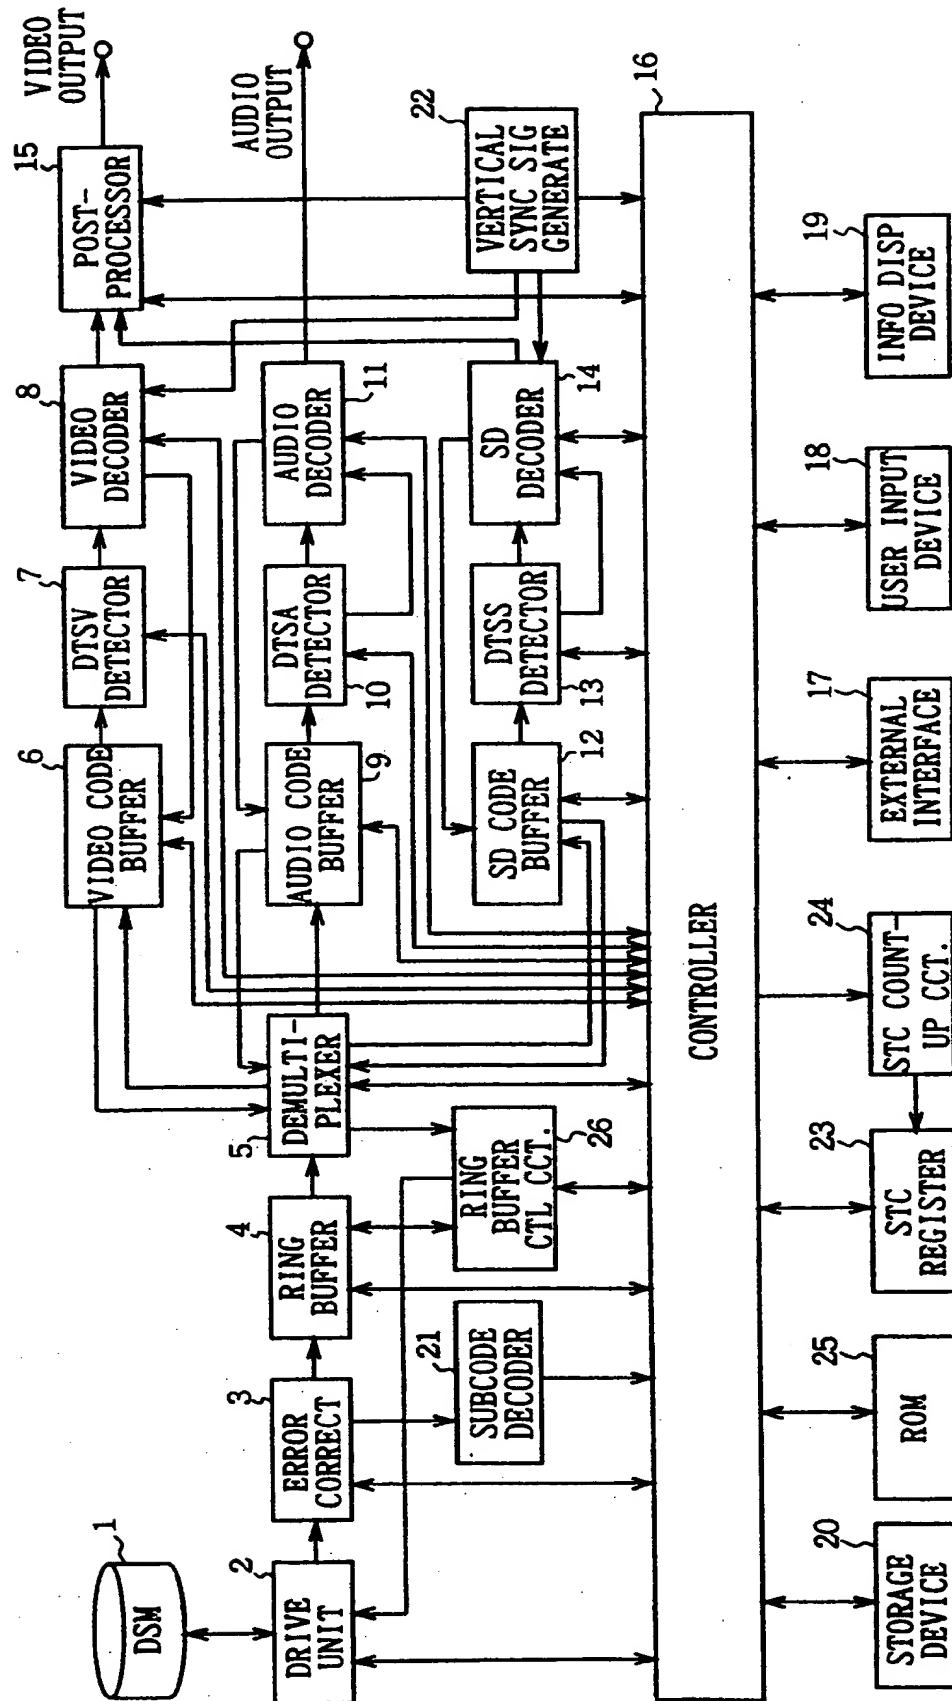 1
DSM
2
DRIVE
UNIT
3
ERROR
CORRECT
4
RING
BUFFER
5
DEMULTI-
PLEXER
6
VIDEO CODE
BUFFER
7
DTSV
DETECTOR
8
VIDEO
DECODER
15
POST-
PROCESSOR
VIDEO
OUTPUT
9
AUDIO CODE
BUFFER
10
DTSA
DETECTOR
11
AUDIO
DECODER
AUDIO
OUTPUT
12
SD CODE
BUFFER
13
DTSS
DETECTOR
14
SD
DECODER
22
VERTICAL
SYNC SIG
GENERATE
21
SUBCODE
DECODER
26
RING
BUFFER
CTL CCT.
16
CONTROLLER
20
STORAGE
DEVICE
25
ROM
23
STC
REGISTER
24
STC COUNT-
UP CCT.
17
EXTERNAL
INTERFACE
18
USER INPUT
DEVICE
19
INFO DISP
DEVICE